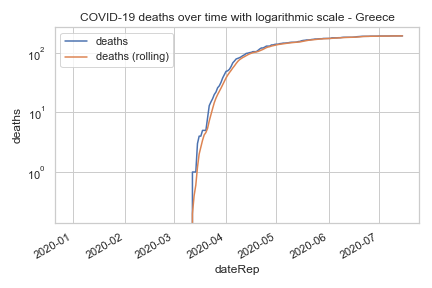 COVID-19 deaths over time with logarithmic scale - Greece
deaths
deaths (rolling)
10²
10¹
10⁰
deaths
2020-01
2020-02
2020-03
2020-04
2020-05
2020-06
2020-07
dateRep